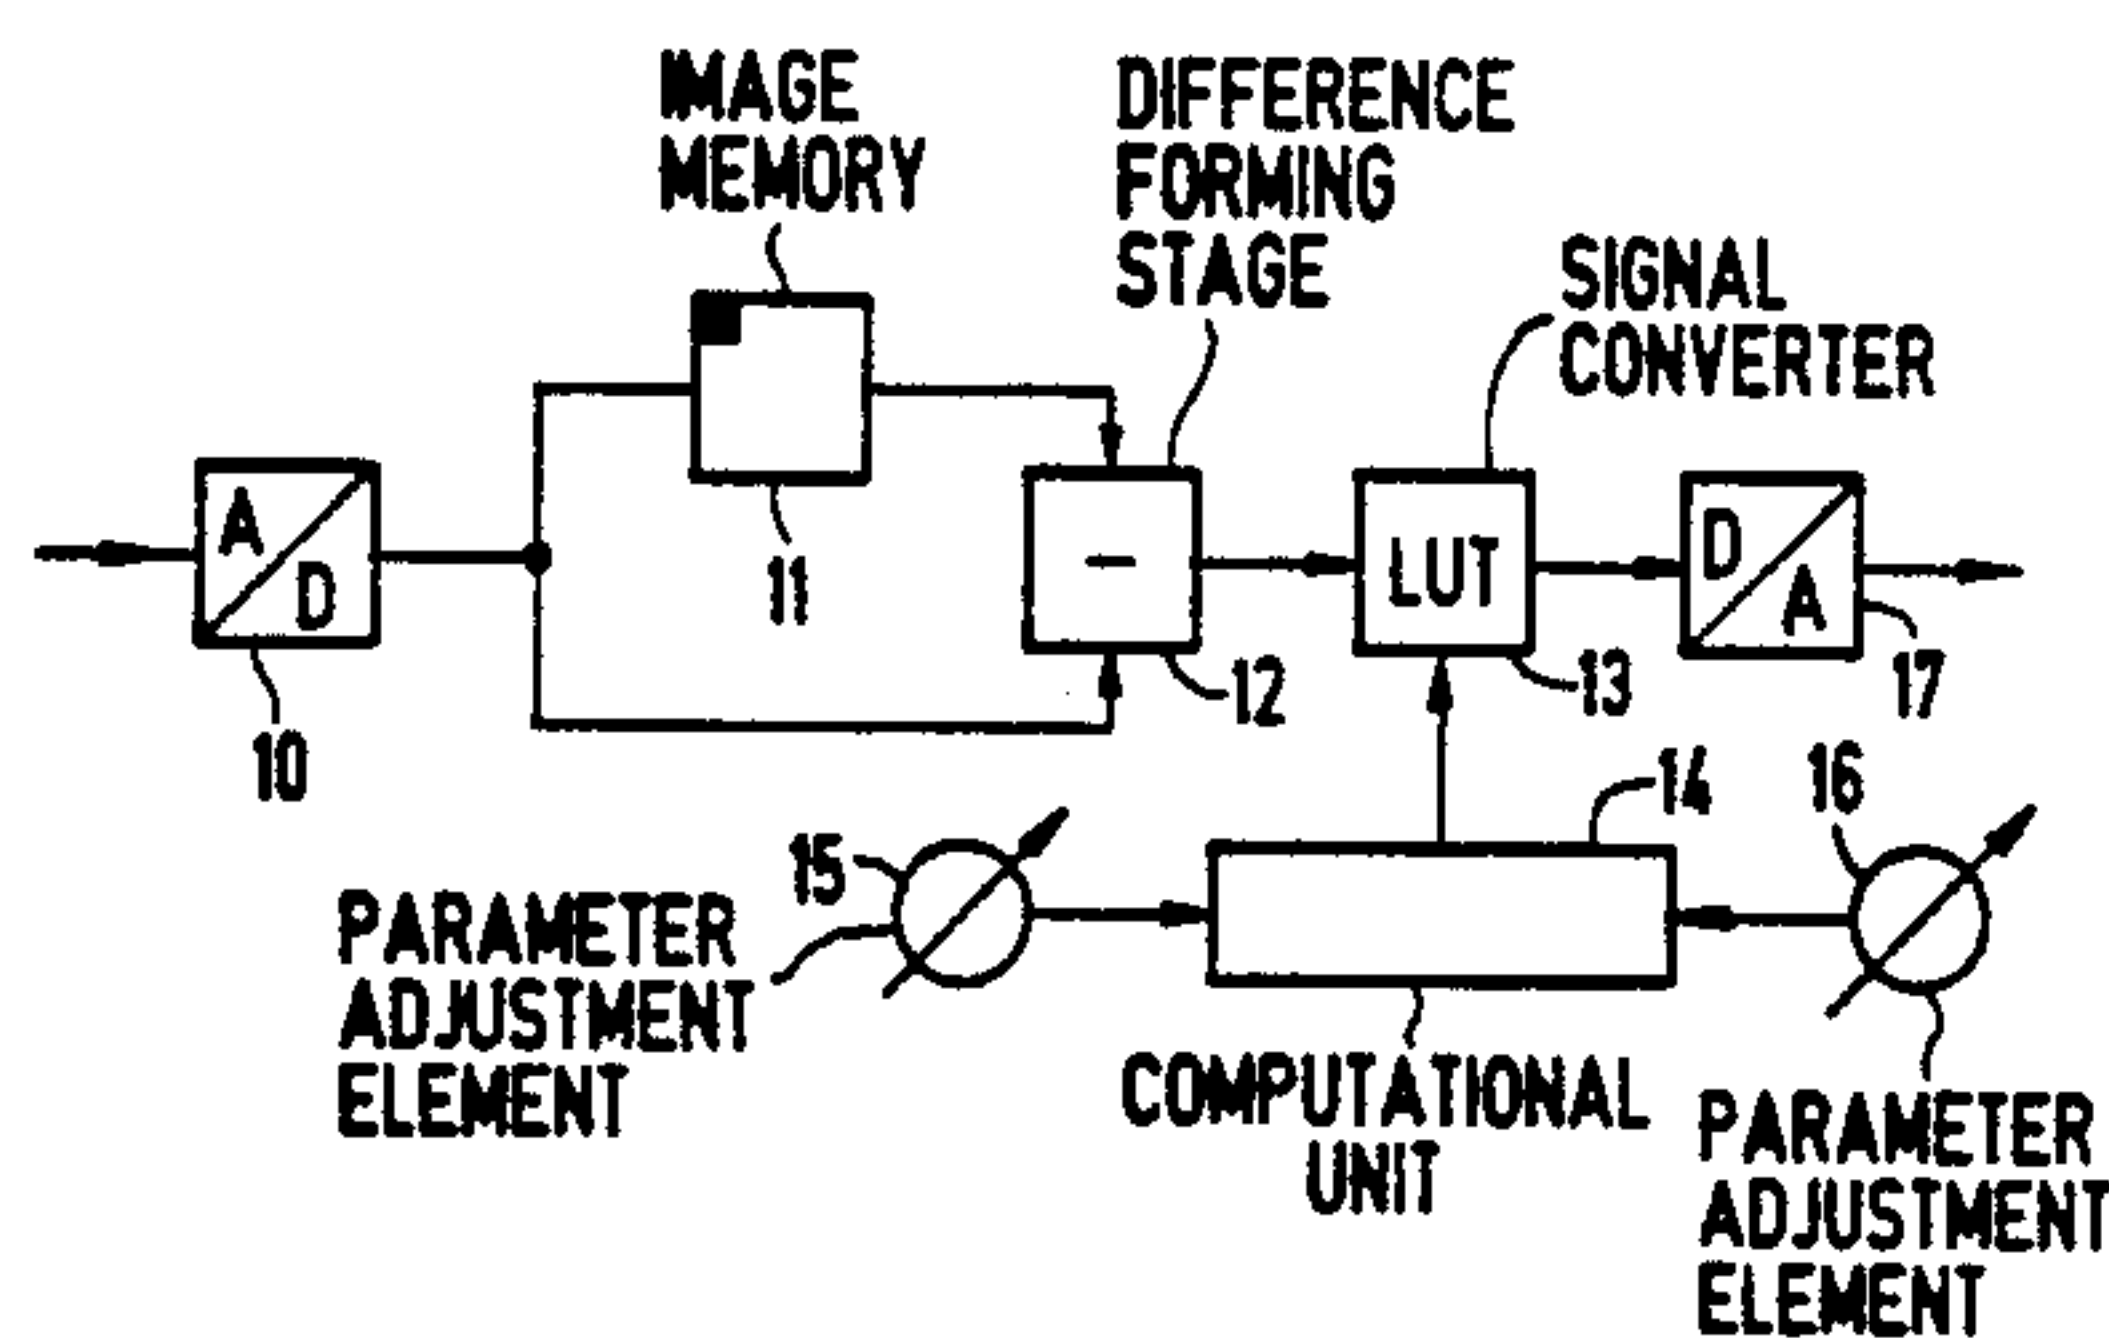 IMAGE
MEMORY
DIFFERENCE
FORMING
STAGE
SIGNAL
CONVERTER
A
D
11
–
LUT
D
A
10
12
13
17
14
15
16
PARAMETER
ADJUSTMENT
ELEMENT
COMPUTATIONAL
UNIT
PARAMETER
ADJUSTMENT
ELEMENT